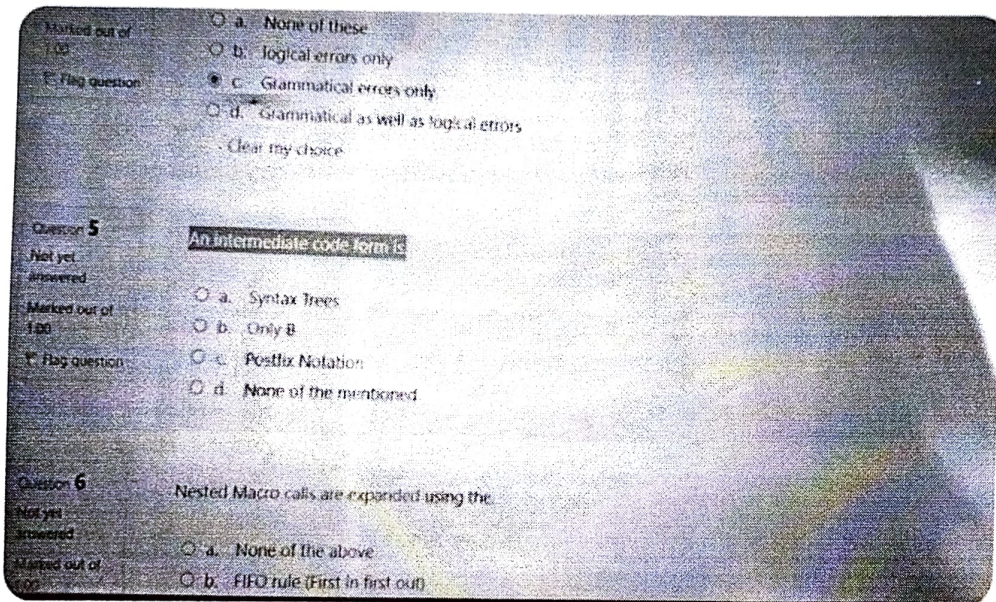 Marked out of
1.00
Flag question
a. None of these
b. logical errors only
c. Grammatical errors only
d. Grammatical as well as logical errors
Clear my choice
Question 5
Not yet
answered
Marked out of
1.00
Flag question
An intermediate code form is
a. Syntax Trees
b. Only B
c. Postfix Notation
d. None of the mentioned
Question 6
Not yet
answered
Marked out of
1.00
Nested Macro calls are expanded using the
a. None of the above
b. FIFO rule (First in first out)